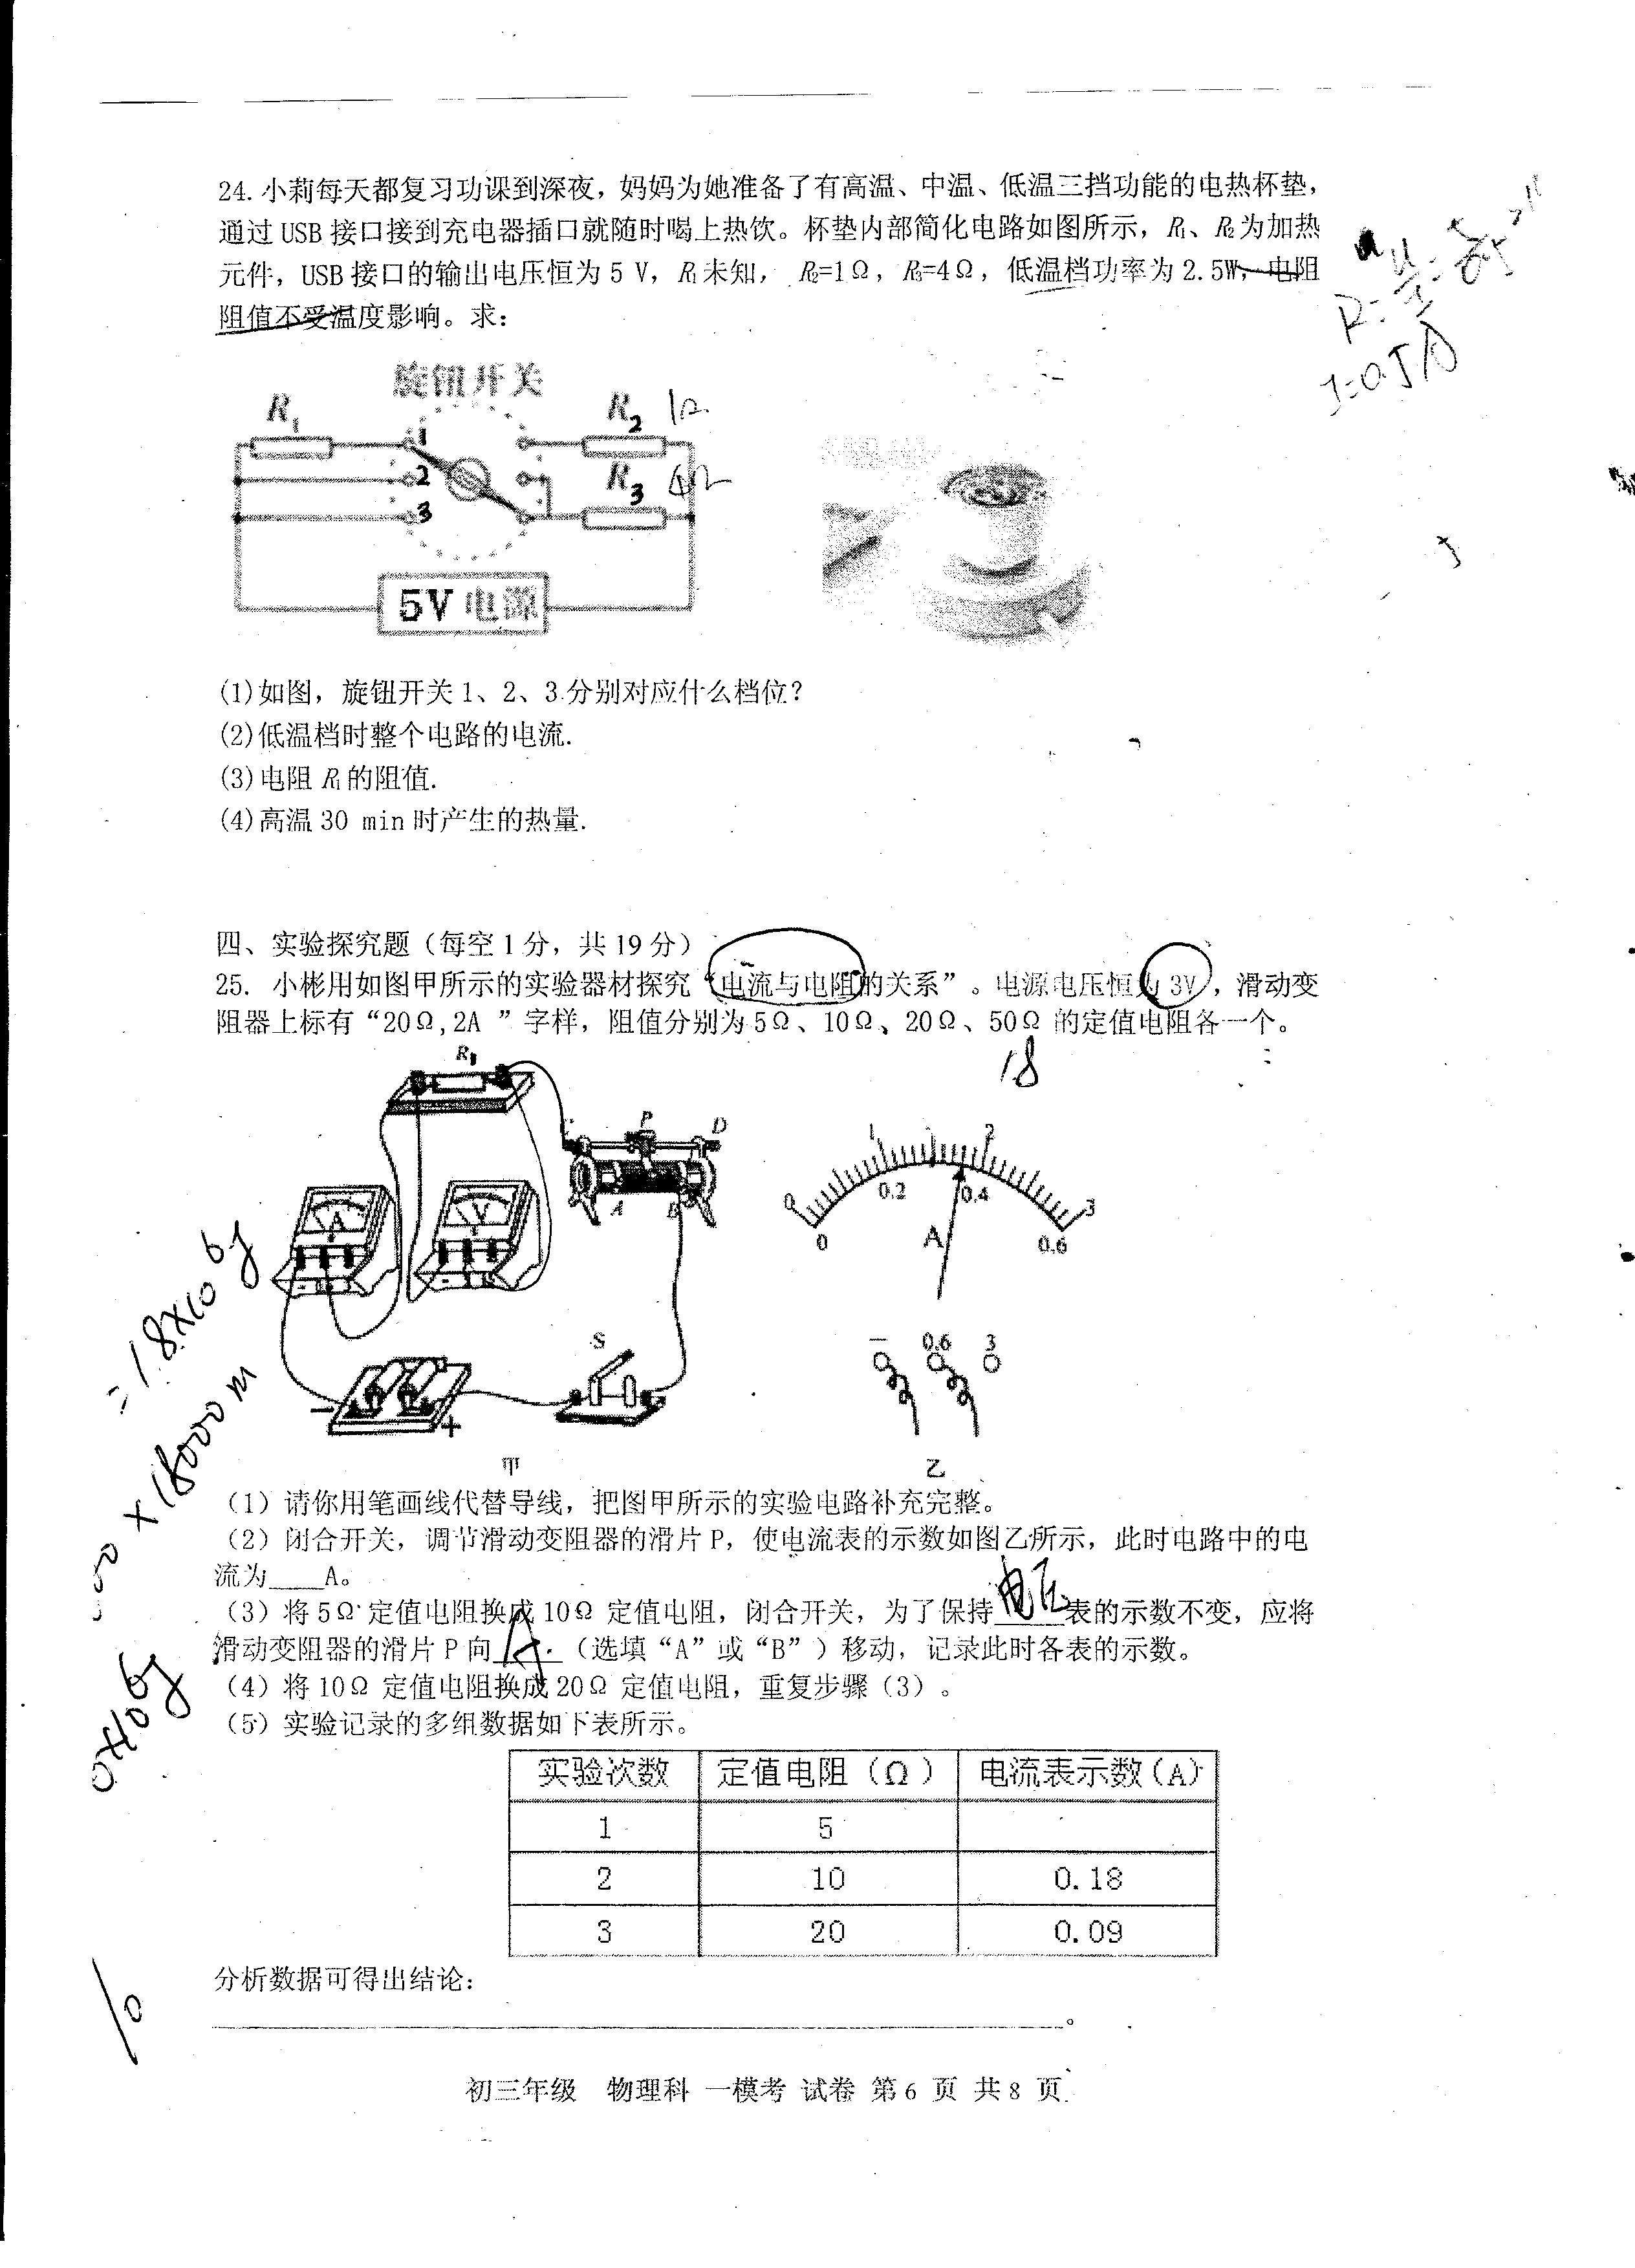 24. 小莉每天都复习功课到深夜，妈妈为她准备了有高温、中温、低温三挡功能的电热杯垫，
通过 USB 接口接到充电器插口就随时喝上热饮。杯垫内部简化电路如图所示，R₁、R₂为加热
元件，USB 接口的输出电压恒为 5 V，R₁未知， R₂=1Ω，R₃=4Ω，低温档功率为 2.5W，电阻
阻值不受温度影响。求：
I=0.5A
旋钮开关
R₁ 1 R₂ 1Ω
2 R₃ 4Ω
3
5V 电源
(1)如图，旋钮开关 1、2、3 分别对应什么档位？
(2)低温档时整个电路的电流.
(3)电阻 R₁的阻值.
(4)高温 30 min 时产生的热量.
四、实验探究题（每空 1 分，共 19 分）
25. 小彬用如图甲所示的实验器材探究“电流与电阻的关系”。电源电压恒为 3V，滑动变
阻器上标有“20Ω,2A ”字样，阻值分别为 5Ω、10Ω、20Ω、50Ω 的定值电阻各一个。
1.8
R₁
P D
A B
A V
S
- +
甲
0 1 2 3
0 0.2 0.4 0.6
A
- 0.6 3
乙
=1.8×10⁶J
×18000m
（1）请你用笔画线代替导线，把图甲所示的实验电路补充完整。
（2）闭合开关，调节滑动变阻器的滑片 P，使电流表的示数如图乙所示，此时电路中的电
流为____A。
（3）将 5Ω 定值电阻换成 10Ω 定值电阻，闭合开关，为了保持电压表的示数不变，应将
滑动变阻器的滑片 P 向 A （选填“A”或“B”）移动，记录此时各表的示数。
（4）将 10Ω 定值电阻换成 20Ω 定值电阻，重复步骤（3）。
（5）实验记录的多组数据如下表所示。
实验次数 定值电阻（Ω） 电流表示数（A）
1 5
2 10 0.18
3 20 0.09
分析数据可得出结论：
____。
初三年级 物理科 一模考 试卷 第 6 页 共 8 页